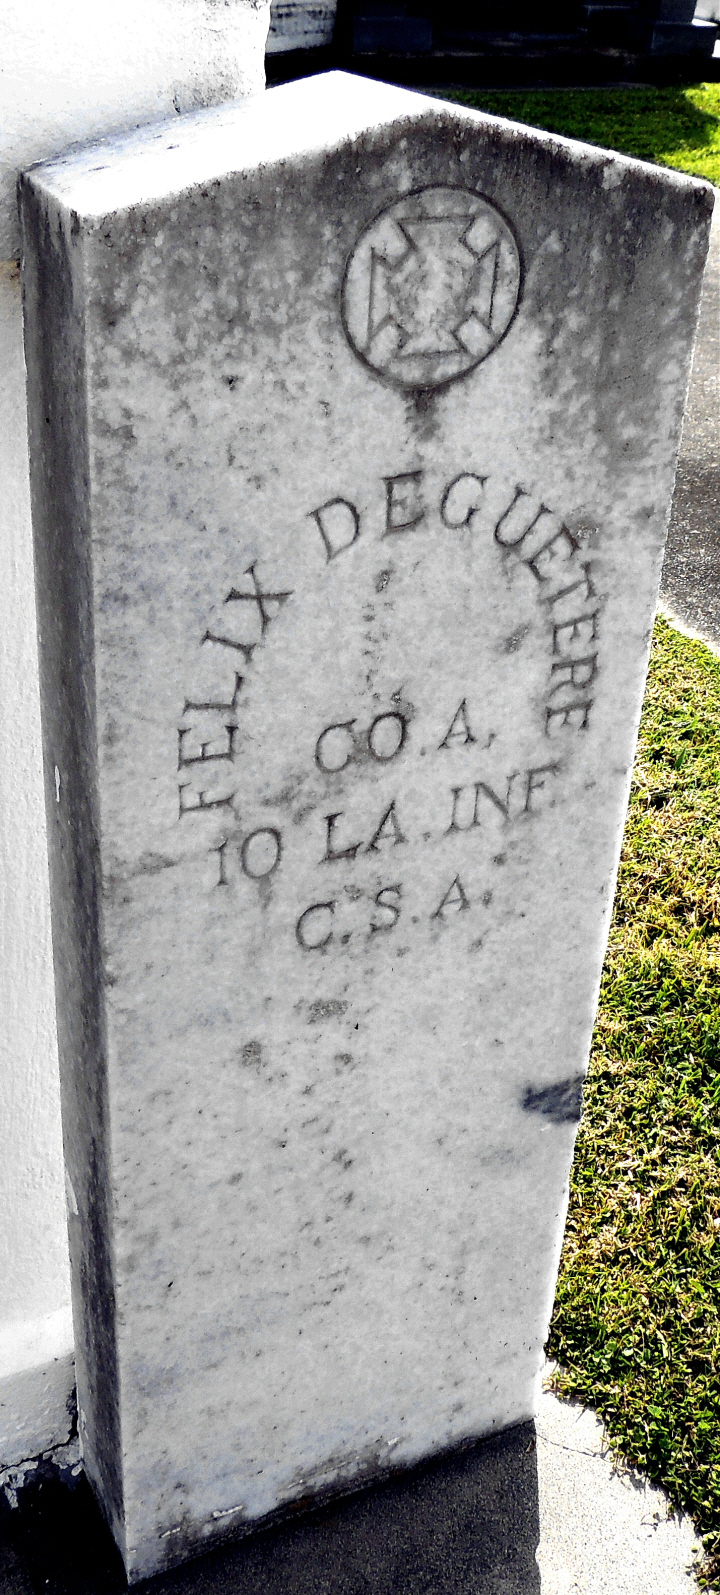 FELIX DEGUETERE
CO. A,
10 LA. INF.
C.S.A.